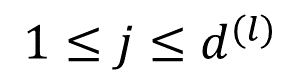 1 ≤ j ≤ d^{(l)}